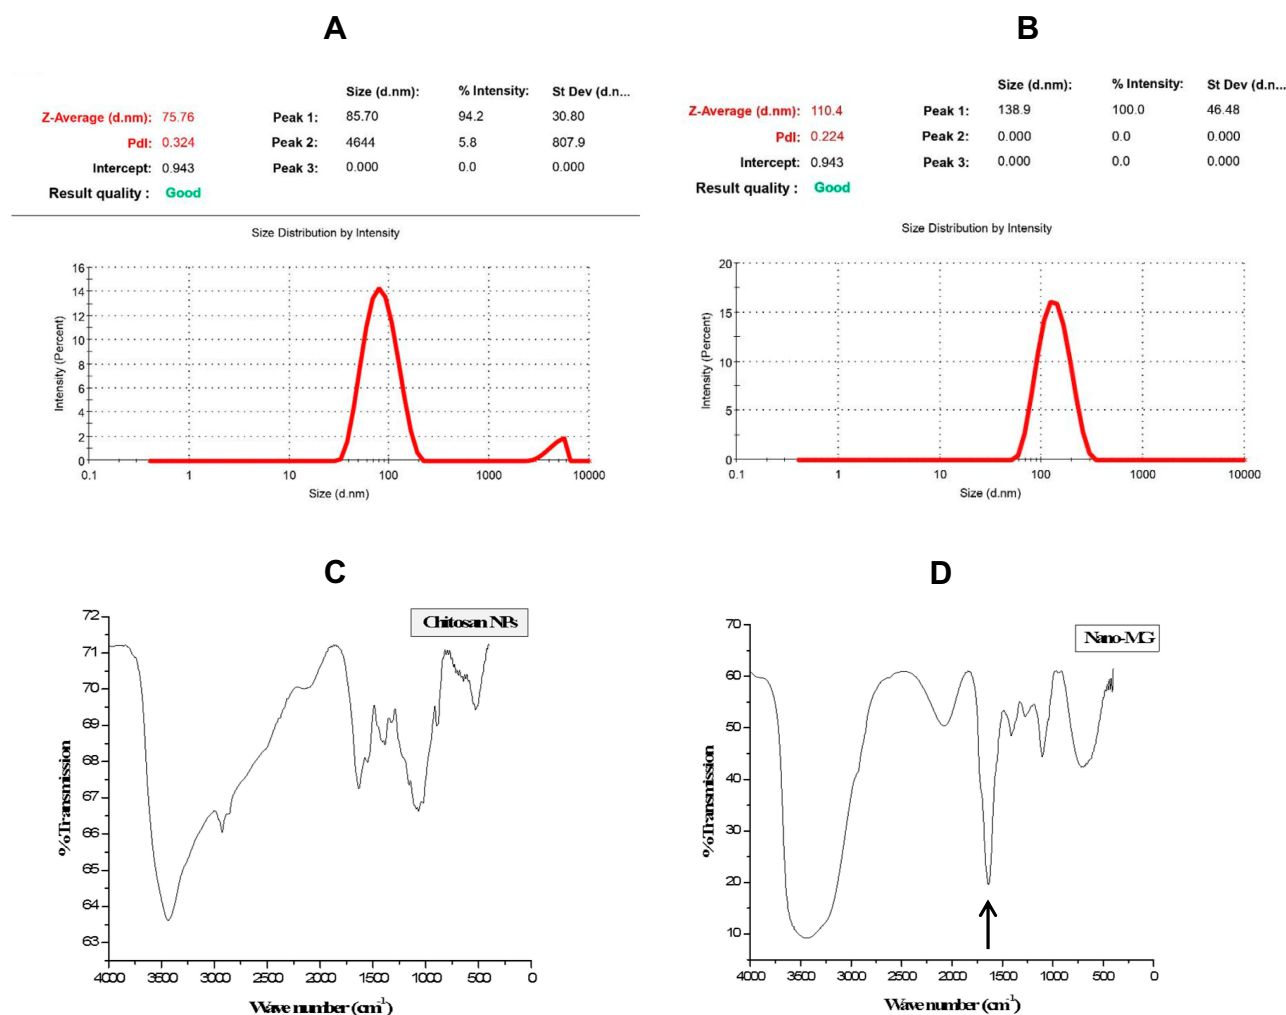 A
Size (d.nm): % Intensity: St Dev (d.n...
Z-Average (d.nm): 75.76 Peak 1: 85.70 94.2 30.80
PdI: 0.324 Peak 2: 4644 5.8 807.9
Intercept: 0.943 Peak 3: 0.000 0.0 0.000
Result quality : Good
Size Distribution by Intensity
16
14
12
10
8
6
4
2
0
Intensity (Percent)
0.1 1 10 100 1000 10000
Size (d.nm)
B
Size (d.nm): % Intensity: St Dev (d.n...
Z-Average (d.nm): 110.4 Peak 1: 138.9 100.0 46.48
PdI: 0.224 Peak 2: 0.000 0.0 0.000
Intercept: 0.943 Peak 3: 0.000 0.0 0.000
Result quality : Good
Size Distribution by Intensity
20
15
10
5
0
Intensity (Percent)
0.1 1 10 100 1000 10000
Size (d.nm)
C
Chitosan NPs
72
71
70
69
68
67
66
65
64
63
%Transmission
4000 3500 3000 2500 2000 1500 1000 500 0
Wave number (cm-1)
D
Nano-MG
70
60
50
40
30
20
10
%Transmission
4000 3500 3000 2500 2000 1500 1000 500 0
Wave number (cm-1)